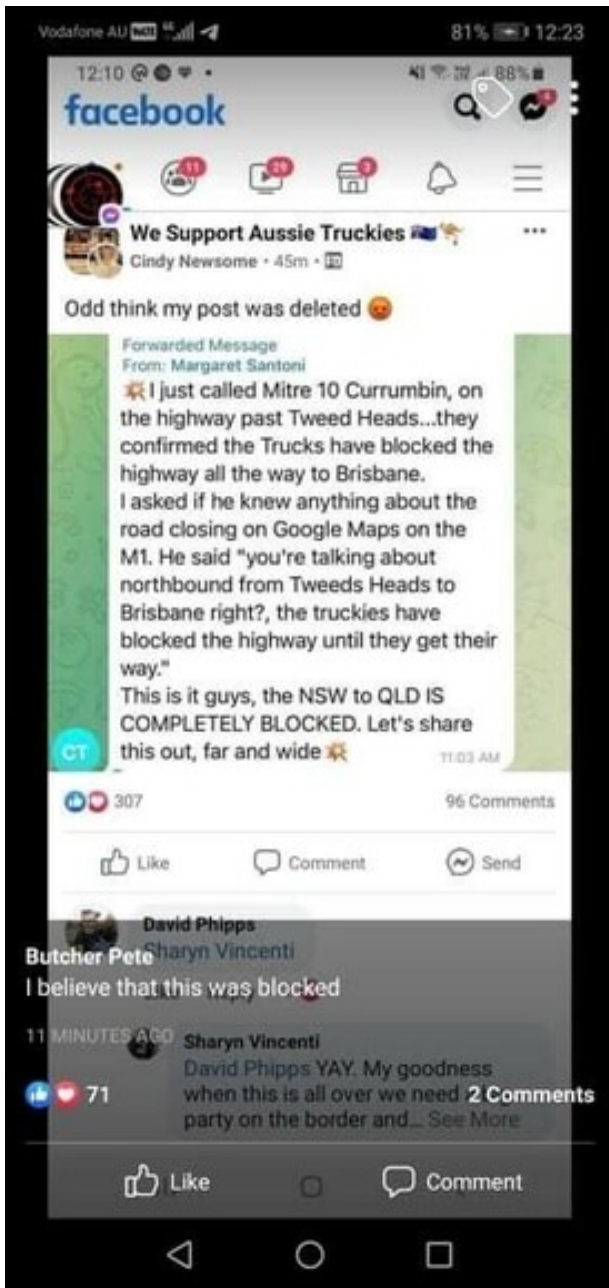 Vodafone AU
81% 12:23
12:10
88%
facebook
4
11
29
3
We Support Aussie Truckies
Cindy Newsome • 45m •
Odd think my post was deleted 😡
Forwarded Message
From: Margaret Santoni
💥I just called Mitre 10 Currumbin, on
the highway past Tweed Heads...they
confirmed the Trucks have blocked the
highway all the way to Brisbane.
I asked if he knew anything about the
road closing on Google Maps on the
M1. He said "you're talking about
northbound from Tweeds Heads to
Brisbane right?, the truckies have
blocked the highway until they get their
way."
This is it guys, the NSW to QLD IS
COMPLETELY BLOCKED. Let's share
this out, far and wide 💥
CT
11:03 AM
307
96 Comments
Like
Comment
Send
David Phipps
Sharyn Vincenti
Butcher Pete
I believe that this was blocked
11 MINUTES AGO
Sharyn Vincenti
David Phipps YAY. My goodness
when this is all over we need
party on the border and... See More
71
2 Comments
Like
Comment